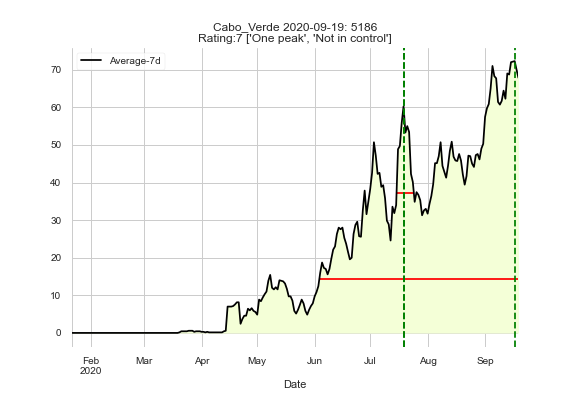 Cabo_Verde 2020-09-19: 5186
Rating:7 ['One peak', 'Not in control']
Average-7d
70
60
50
40
30
20
10
0
Feb Mar Apr May Jun Jul Aug Sep
2020
Date